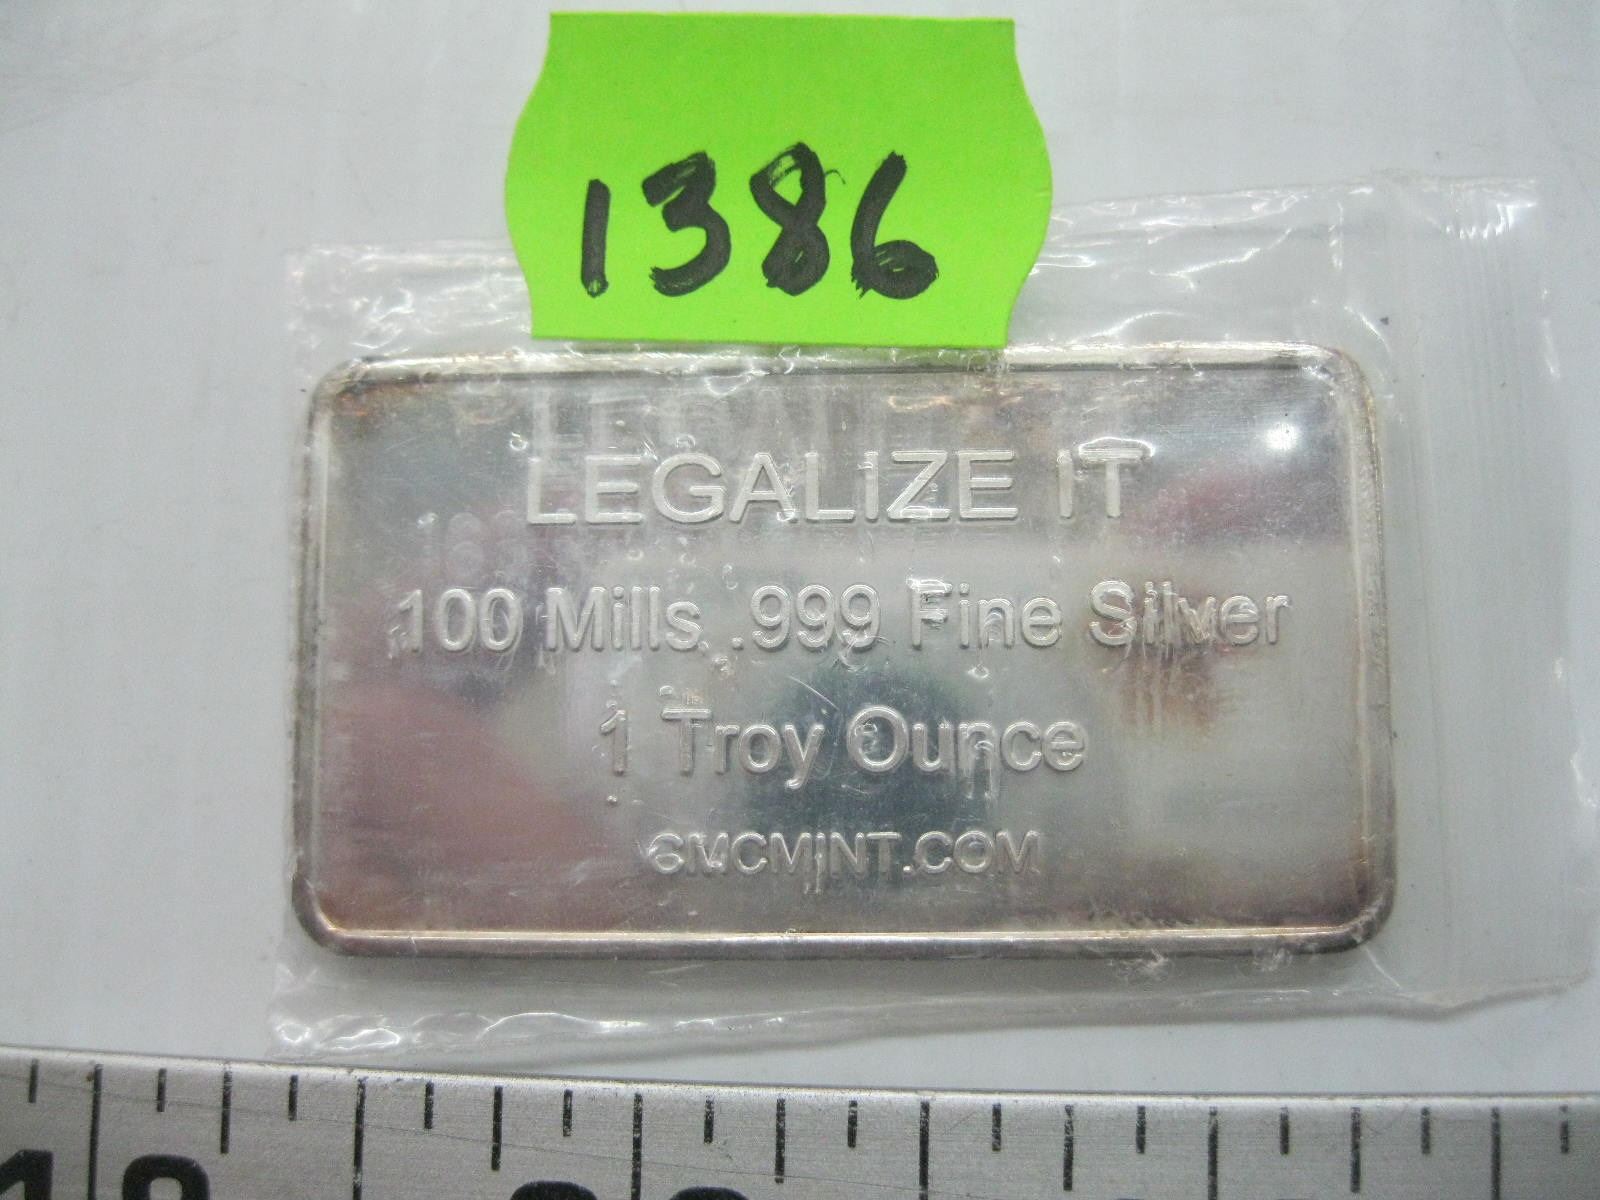 1386
LEGALIZE IT
100 Mills .999 Fine Silver
1 Troy Ounce
GMCMINT.COM